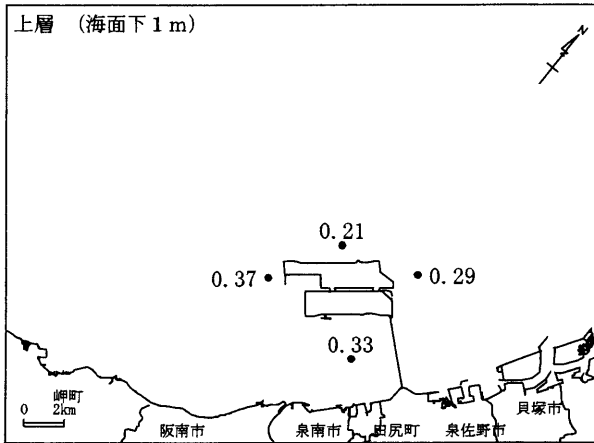 上層 (海面下1m)
N
0.21
0.37
0.29
0.33
岬町
0 2km
阪南市
泉南市
田尻町
泉佐野市
貝塚市